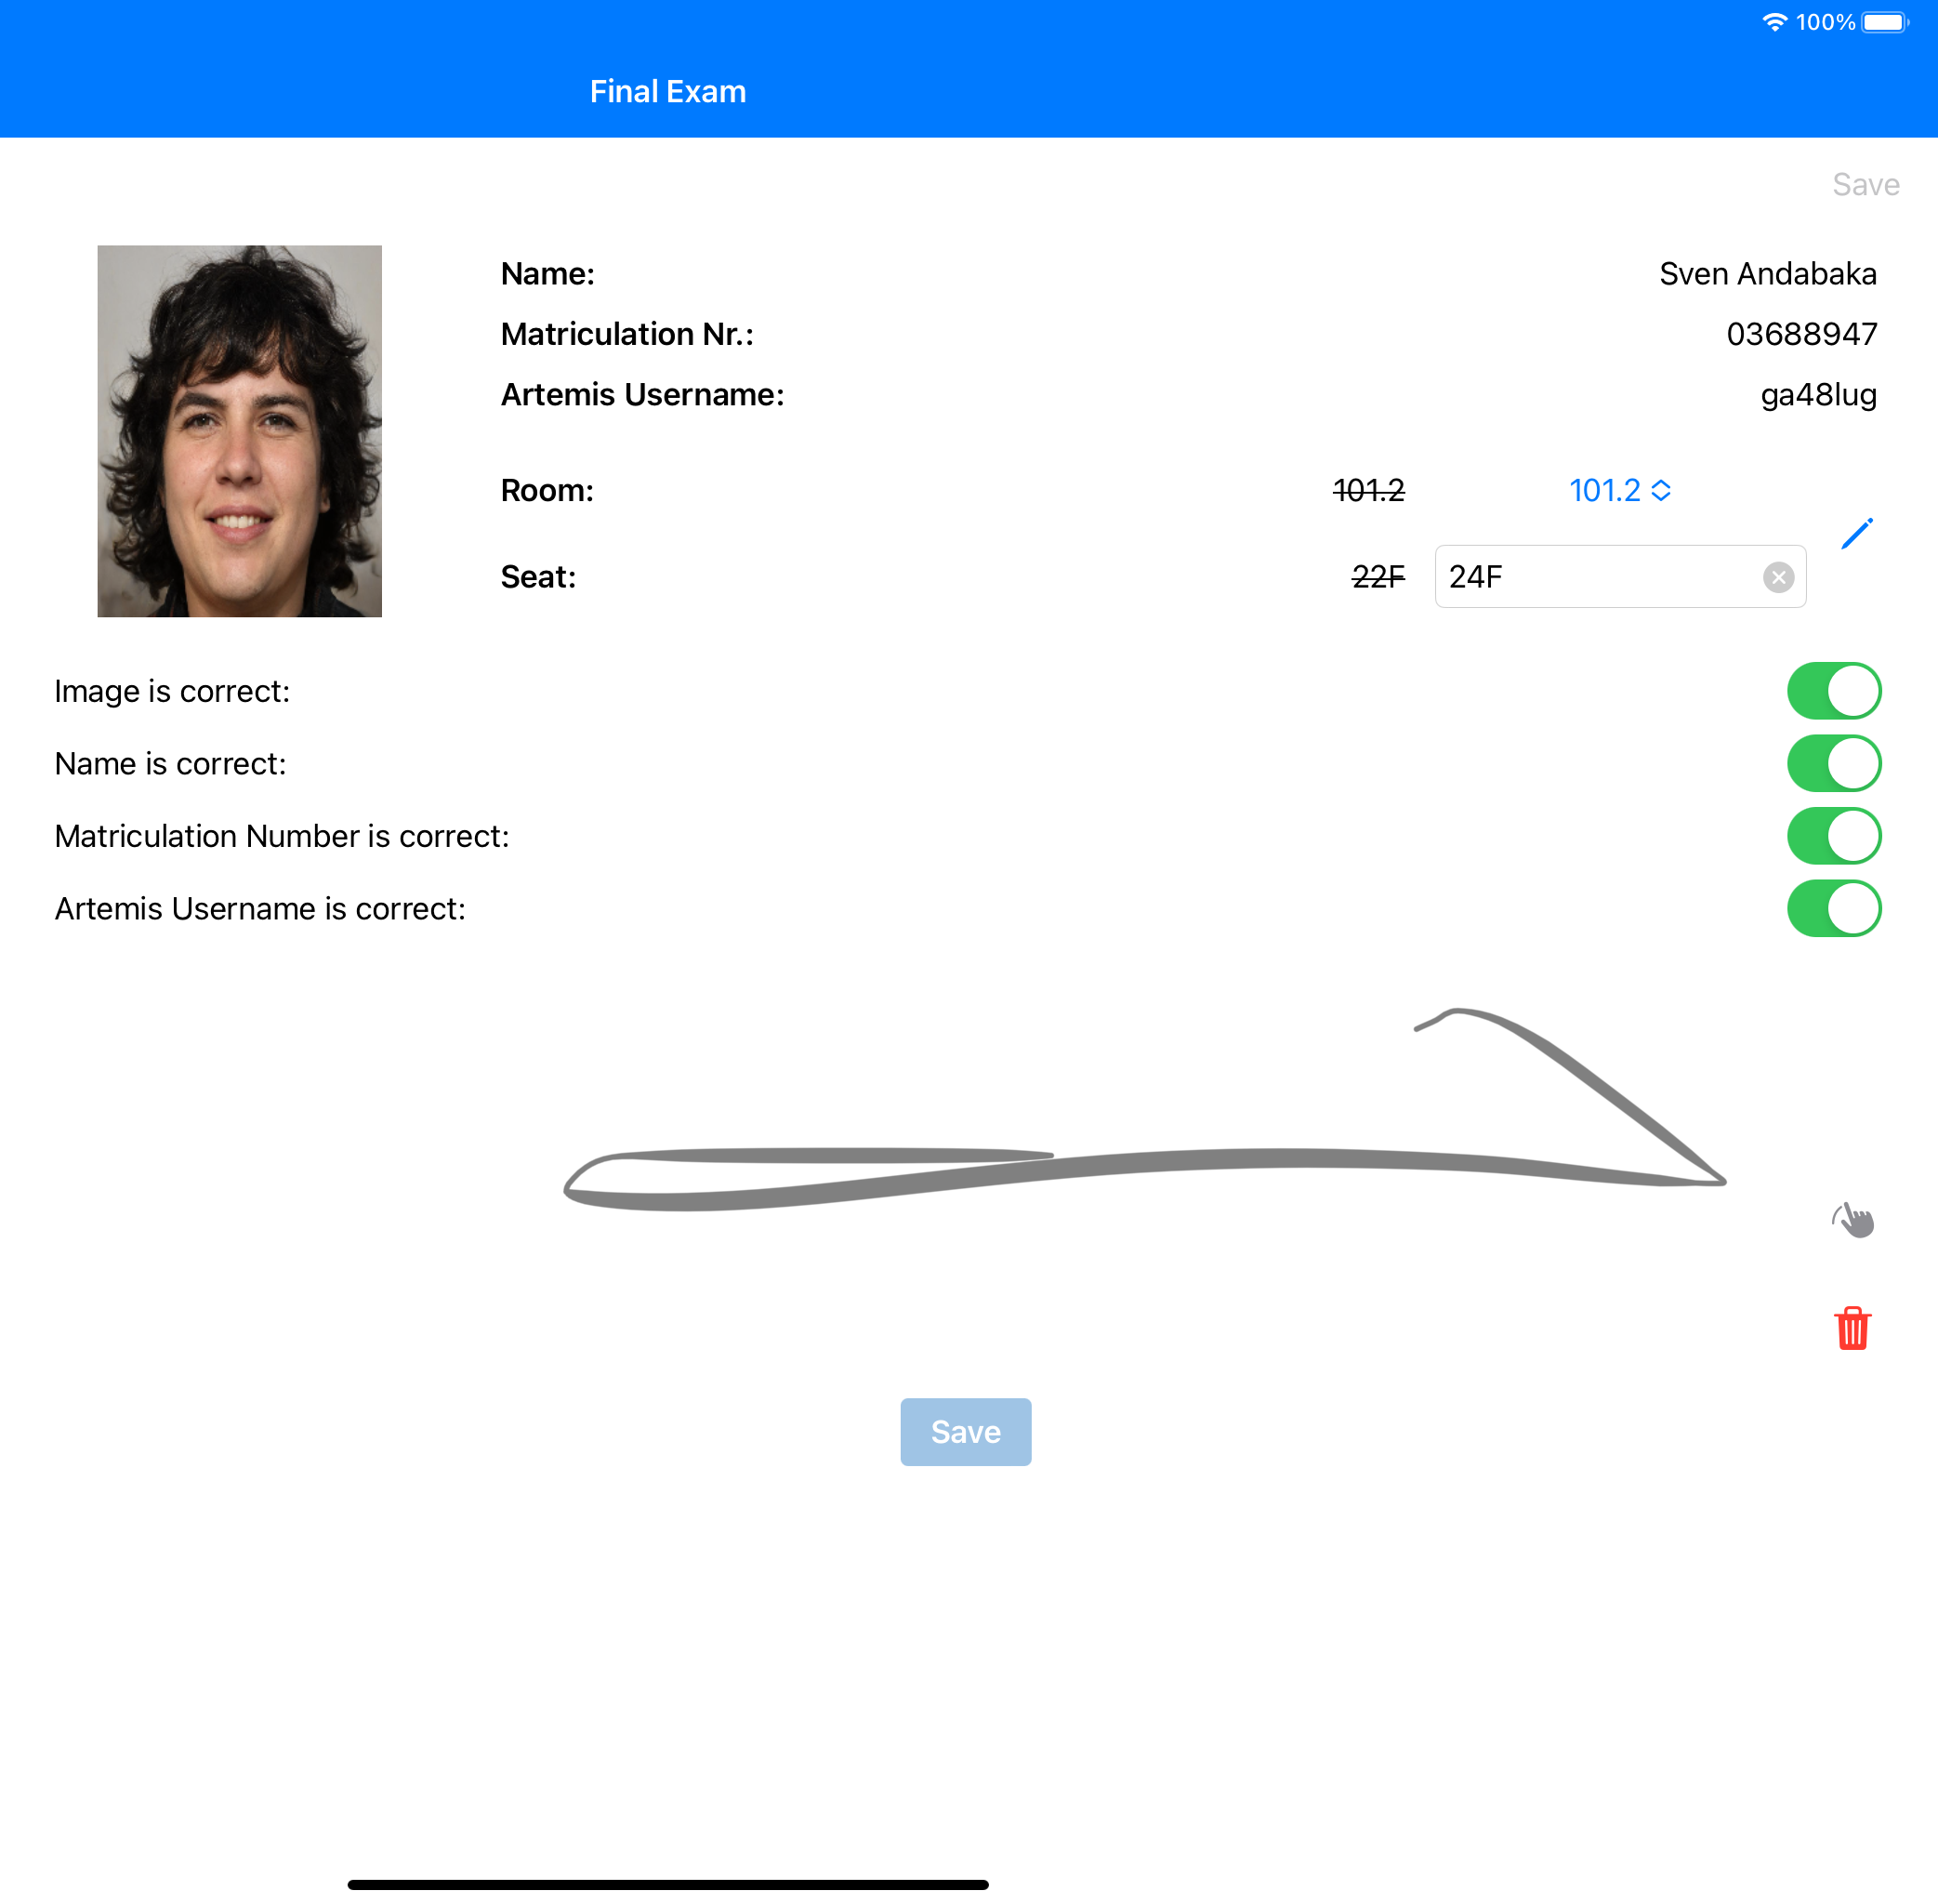 100%
Final Exam
Save
Name: Sven Andabaka
Matriculation Nr.: 03688947
Artemis Username: ga48lug
Room: 101.2 101.2
Seat: 22F 24F
Image is correct:
Name is correct:
Matriculation Number is correct:
Artemis Username is correct:
Save